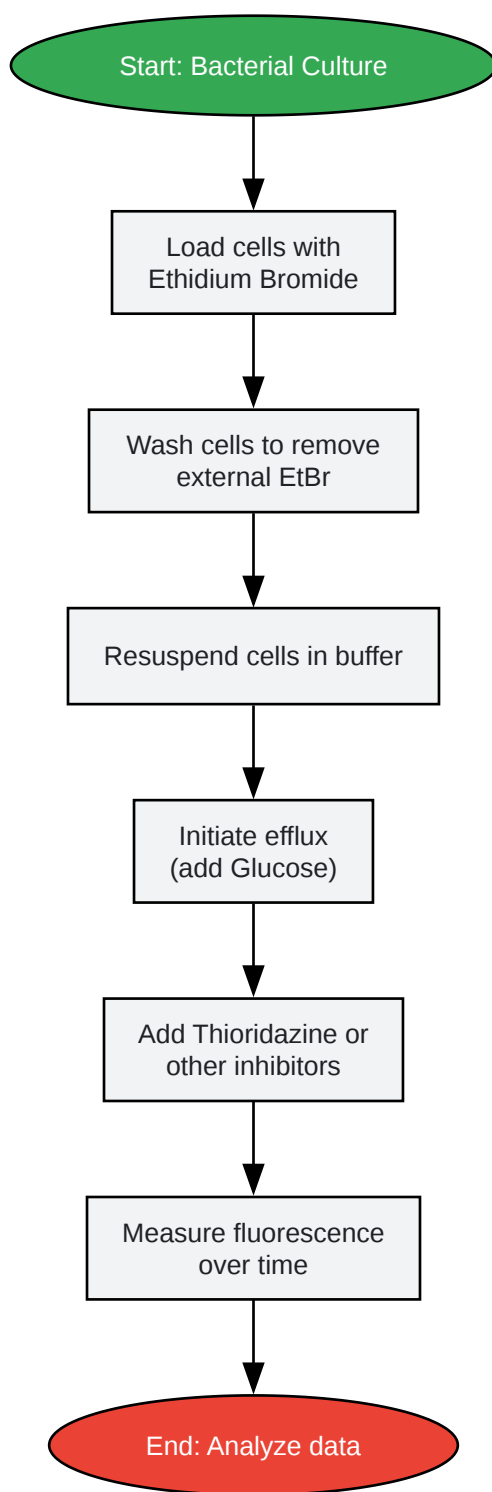 Start: Bacterial Culture
Load cells with
Ethidium Bromide
Wash cells to remove
external EtBr
Resuspend cells in buffer
Initiate efflux
(add Glucose)
Add Thioridazine or
other inhibitors
Measure fluorescence
over time
End: Analyze data